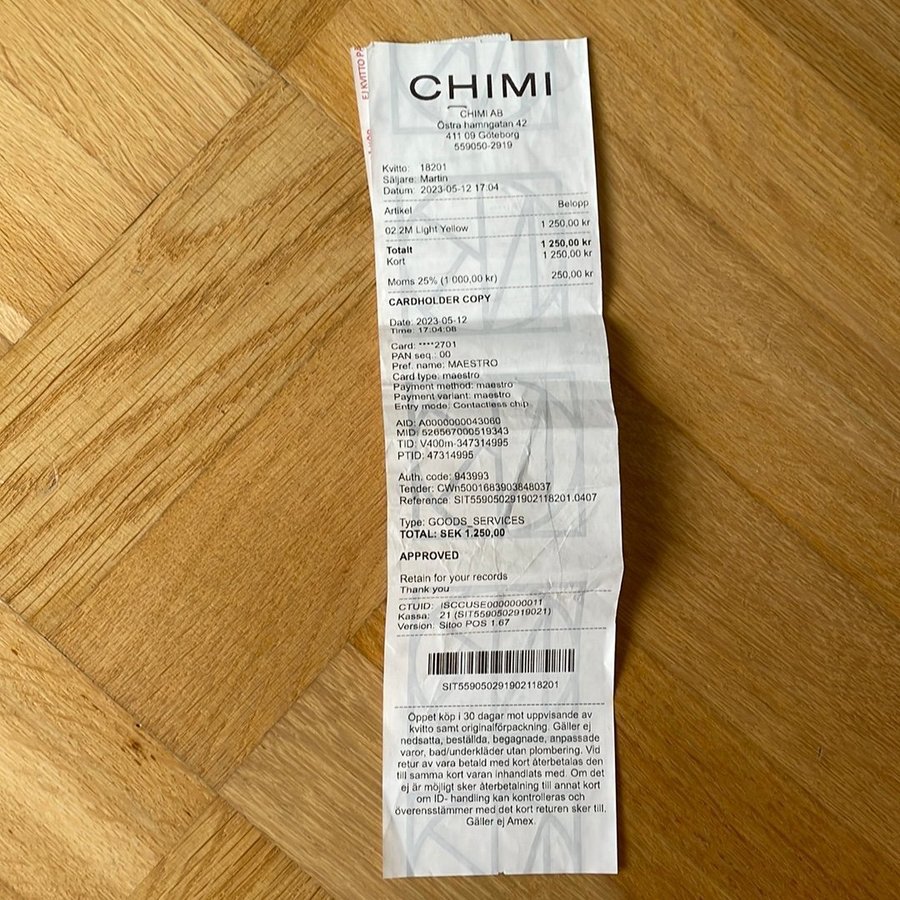 CHIMI
CHIMI AB
Östra hamngatan 42
411 09 Göteborg
559050-2919
Kvitto: 18201
Säljare: Martin
Datum: 2023-05-12 17:04
Artikel Belopp
02.2M Light Yellow 1 250,00 kr
Totalt 1 250,00 kr
Kort 1 250,00 kr
Moms 25% (1 000,00 kr) 250,00 kr
CARDHOLDER COPY
Date: 2023-05-12
Time: 17:04:08
Card: ****2701
PAN seq.: 00
Pref. name: MAESTRO
Card type: maestro
Payment method: maestro
Payment variant: maestro
Entry mode: Contactless chip
AID: A0000000043060
MID: 526567000519343
TID: V400m-347314995
PTID: 47314995
Auth. code: 943993
Tender: CWn5001683903848037
Reference: SIT559050291902118201.0407
Type: GOODS_SERVICES
TOTAL: SEK 1.250,00
APPROVED
Retain for your records
Thank you
CTUID: ISCCUSE0000000011
Kassa: 21 (SIT5590502919021)
Version: Sitoo POS 1.67
SIT559050291902118201
Öppet köp i 30 dagar mot uppvisande av
kvitto samt originalförpackning. Gäller ej
nedsatta, beställda, begagnade, anpassade
varor, bad/underkläder utan plombering. Vid
retur av vara betald med kort återbetalas den
till samma kort varan inhandlats med. Om det
ej är möjligt sker återbetalning till annat kort
om ID- handling kan kontrolleras och
överensstämmer med det kort returen sker till.
Gäller ej Amex.
EJ KVITTO